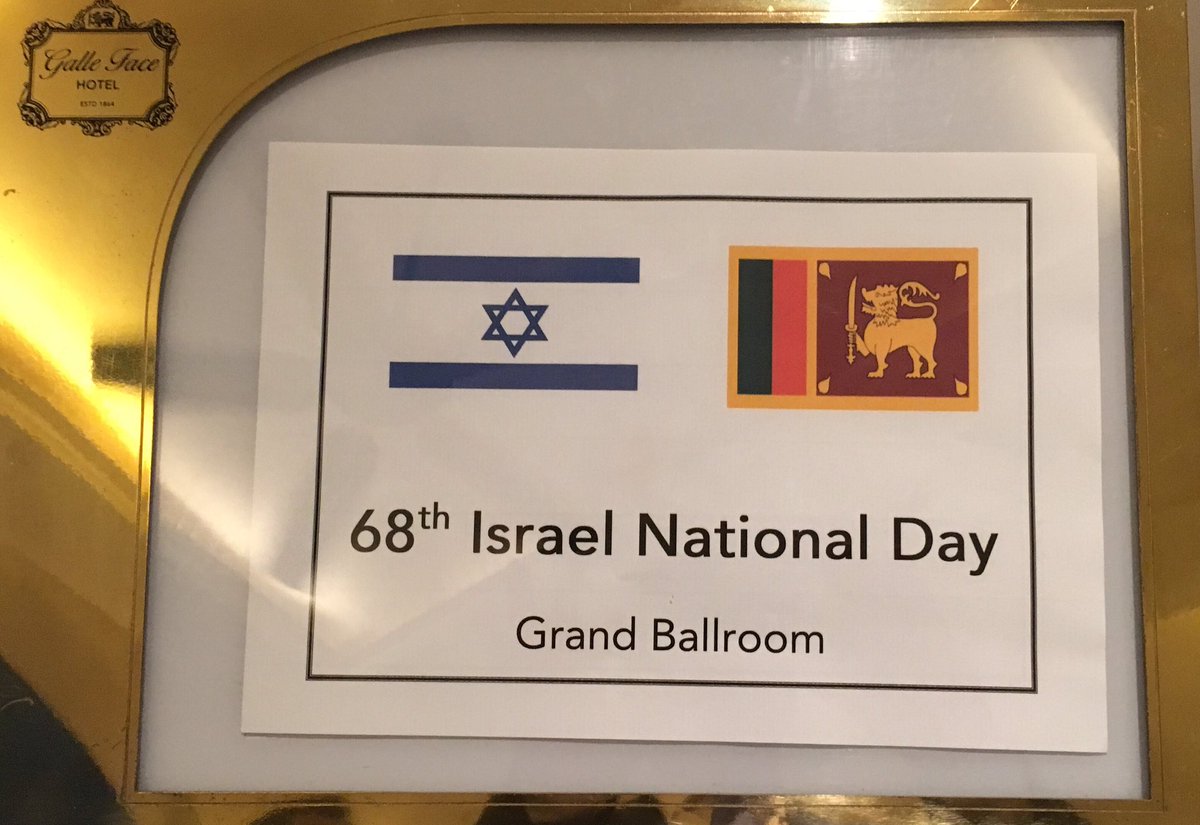 Galle Face
HOTEL
ESTD 1864
68th Israel National Day
Grand Ballroom